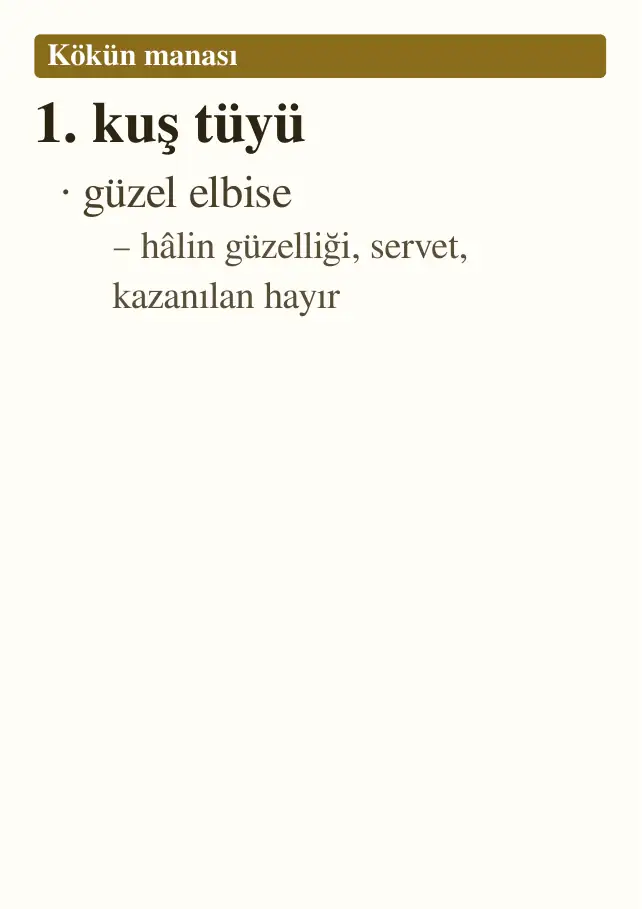 Kökün manası
1. kuş tüyü
· güzel elbise
– hâlin güzelliği, servet,
kazanılan hayır